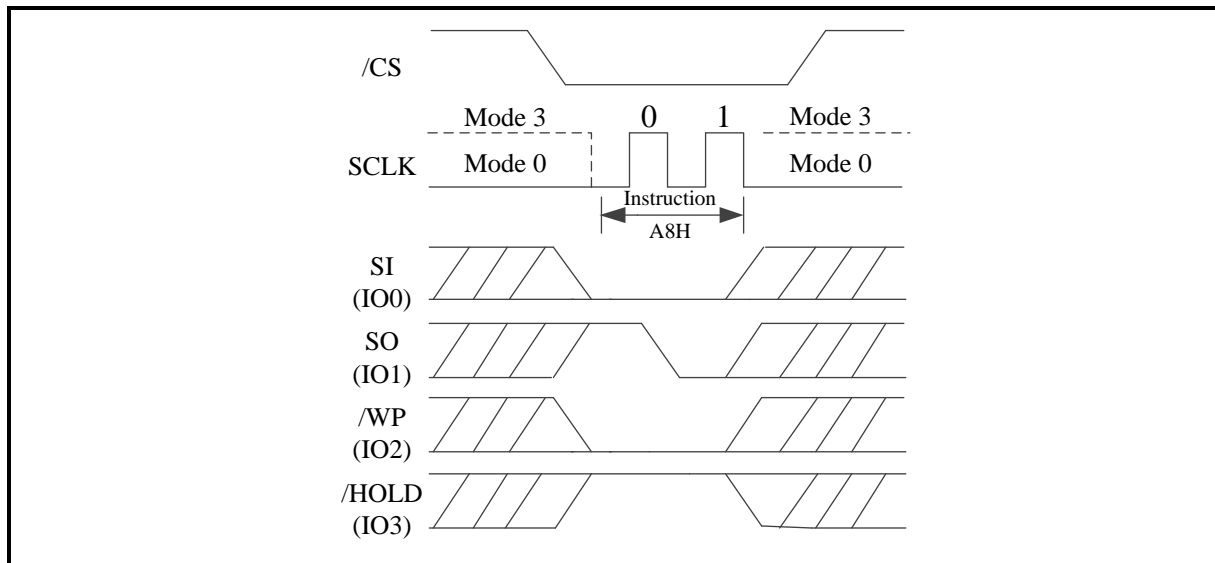 /CS
Mode 3 0 1 Mode 3
SCLK Mode 0 Mode 0
Instruction
A8H
SI
(IO0)
SO
(IO1)
/WP
(IO2)
/HOLD
(IO3)